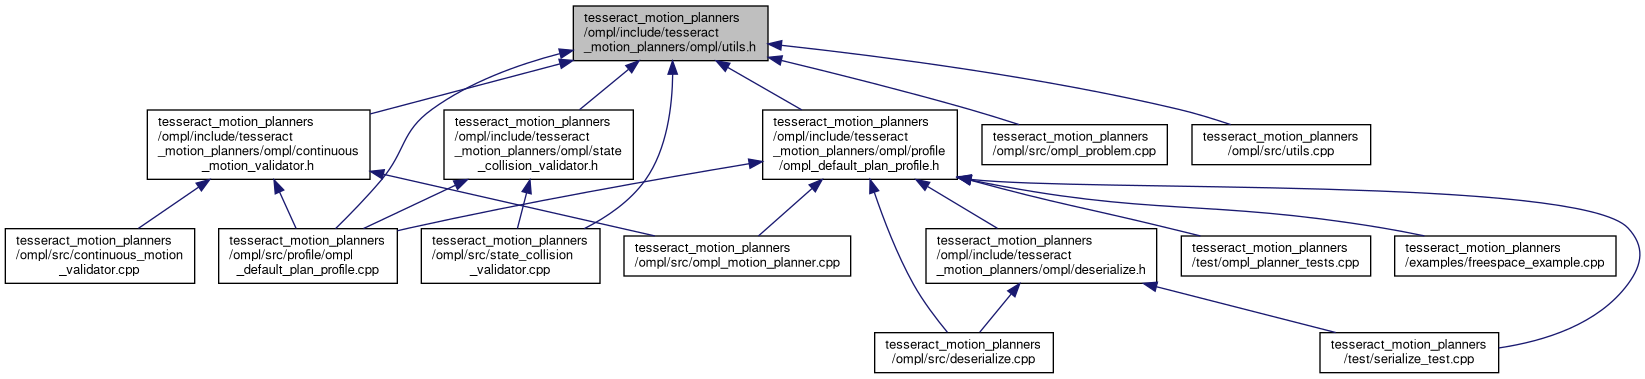 tesseract_motion_planners
/ompl/include/tesseract
_motion_planners/ompl/utils.h
tesseract_motion_planners
/ompl/include/tesseract
_motion_planners/ompl/continuous
_motion_validator.h
tesseract_motion_planners
/ompl/include/tesseract
_motion_planners/ompl/state
_collision_validator.h
tesseract_motion_planners
/ompl/include/tesseract
_motion_planners/ompl/profile
/ompl_default_plan_profile.h
tesseract_motion_planners
/ompl/src/ompl_problem.cpp
tesseract_motion_planners
/ompl/src/utils.cpp
tesseract_motion_planners
/ompl/src/continuous_motion
_validator.cpp
tesseract_motion_planners
/ompl/src/profile/ompl
_default_plan_profile.cpp
tesseract_motion_planners
/ompl/src/state_collision
_validator.cpp
tesseract_motion_planners
/ompl/src/ompl_motion_planner.cpp
tesseract_motion_planners
/ompl/include/tesseract
_motion_planners/ompl/deserialize.h
tesseract_motion_planners
/test/ompl_planner_tests.cpp
tesseract_motion_planners
/examples/freespace_example.cpp
tesseract_motion_planners
/ompl/src/deserialize.cpp
tesseract_motion_planners
/test/serialize_test.cpp